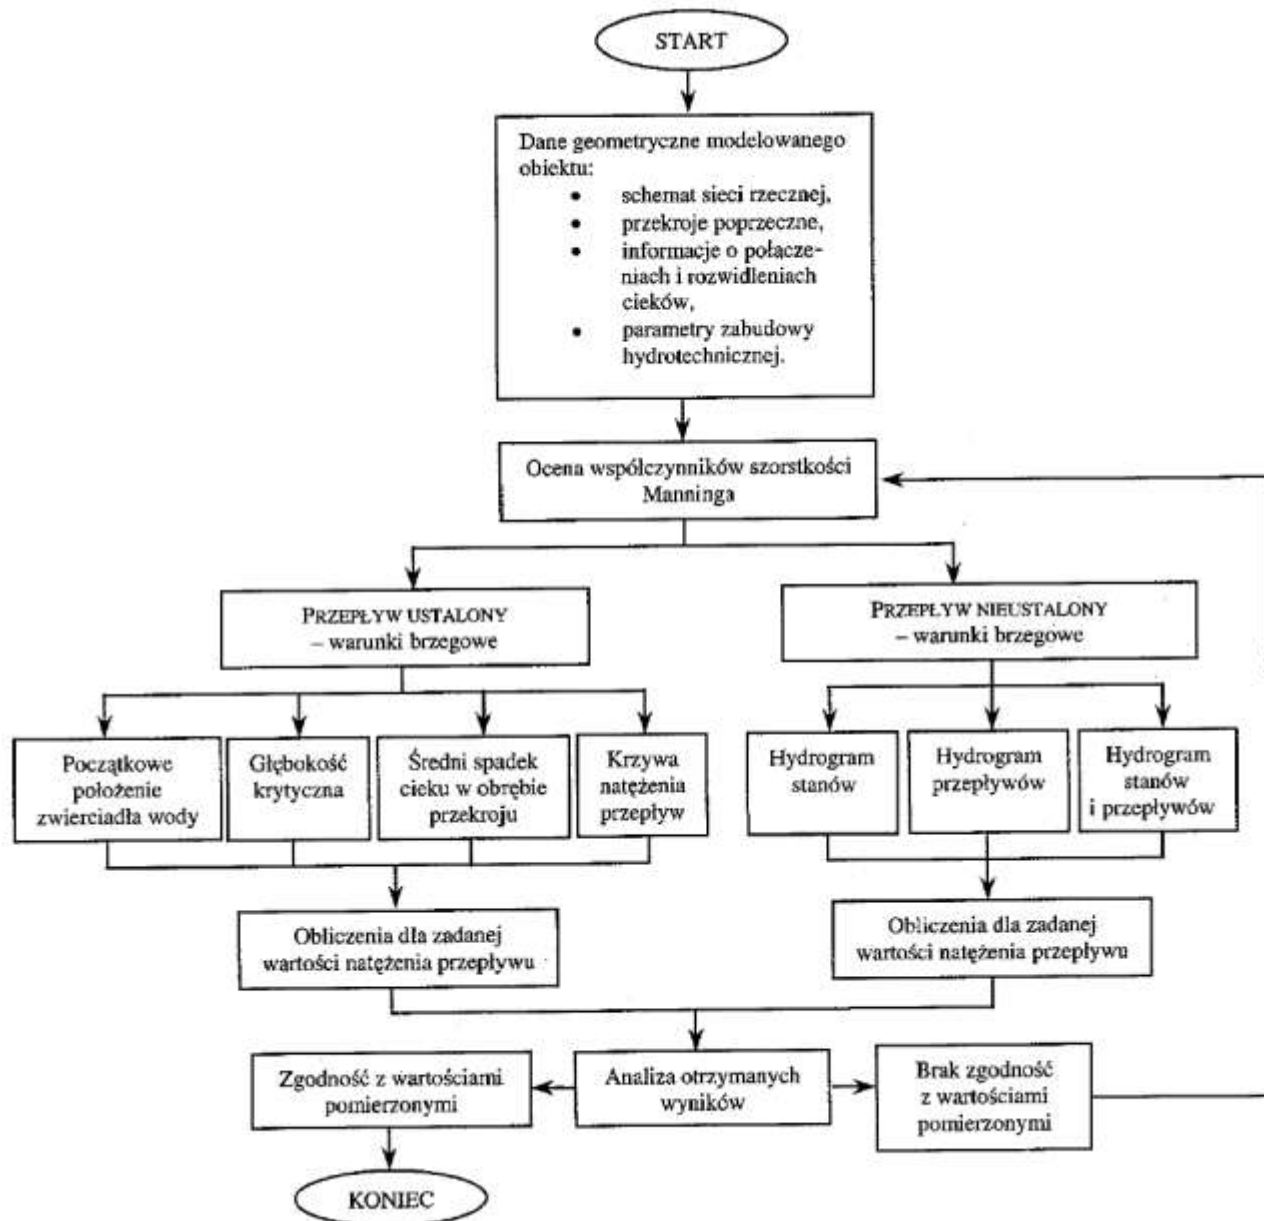 START
Dane geometryczne modelowanego
obiektu:
• schemat sieci rzecznej,
• przekroje poprzeczne,
• informacje o połącze-
niach i rozwidleniach
cieków,
• parametry zabudowy
hydrotechnicznej.
Ocena współczynników szorstkości
Manninga
PRZEPŁYW USTALONY
– warunki brzegowe
PRZEPŁYW NIEUSTALONY
– warunki brzegowe
Początkowe
położenie
zwierciadła wody
Głębokość
krytyczna
Średni spadek
cieku w obrębie
przekroju
Krzywa
natężenia
przepływ
Hydrogram
stanów
Hydrogram
przepływów
Hydrogram
stanów
i przepływów
Obliczenia dla zadanej
wartości natężenia przepływu
Obliczenia dla zadanej
wartości natężenia przepływu
Zgodność z wartościami
pomierzonymi
Analiza otrzymanych
wyników
Brak zgodność
z wartościami
pomierzonymi
KONIEC